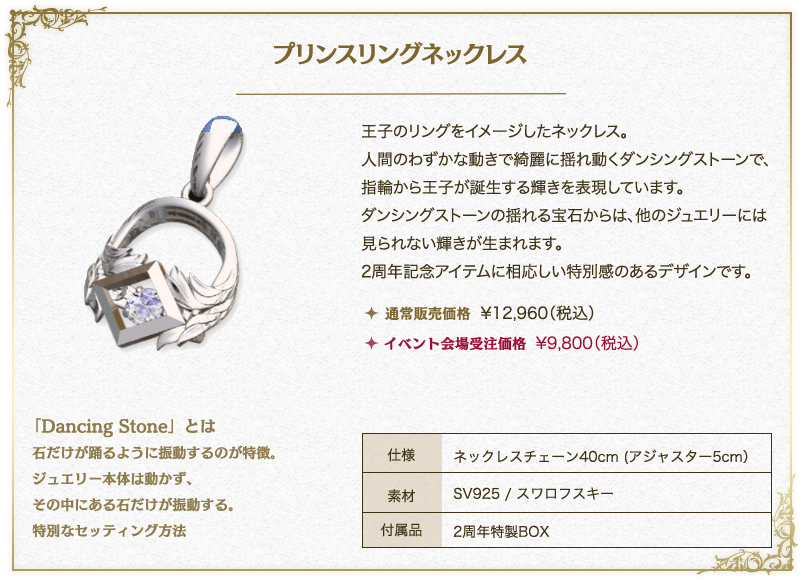 プリンスリングネックレス
王子のリングをイメージしたネックレス。
人間のわずかな動きで綺麗に揺れ動くダンシングストーンで、
指輪から王子が誕生する輝きを表現しています。
ダンシングストーンの揺れる宝石からは、他のジュエリーには
見られない輝きが生まれます。
2周年記念アイテムに相応しい特別感のあるデザインです。
通常販売価格 ¥12,960(税込)
イベント会場受注価格 ¥9,800(税込)
「Dancing Stone」とは
石だけが踊るように振動するのが特徴。
ジュエリー本体は動かず、
その中にある石だけが振動する。
特別なセッティング方法
仕様 ネックレスチェーン40cm (アジャスター5cm)
素材 SV925 / スワロフスキー
付属品 2周年特製BOX